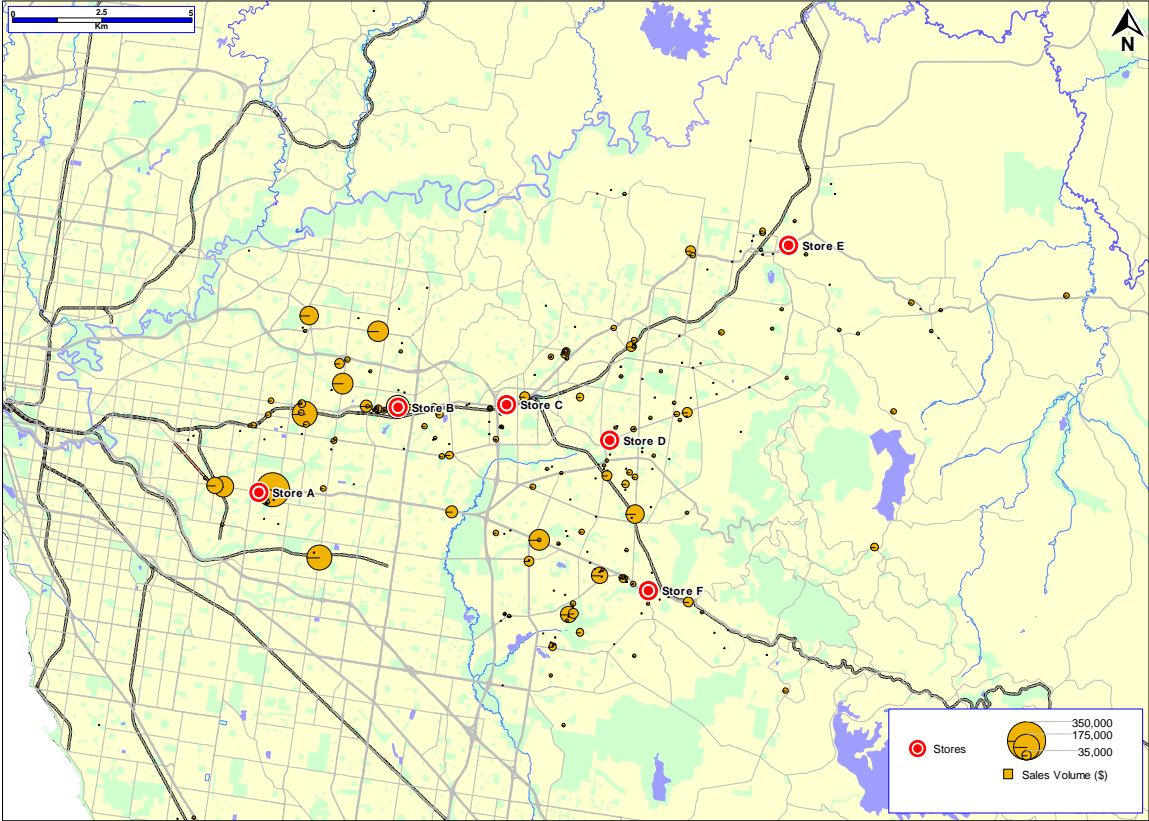 0 2.5 5
Km
N
Store E
Store C
Store B
Store D
Store A
Store F
350,000
175,000
35,000
Stores
Sales Volume ($)